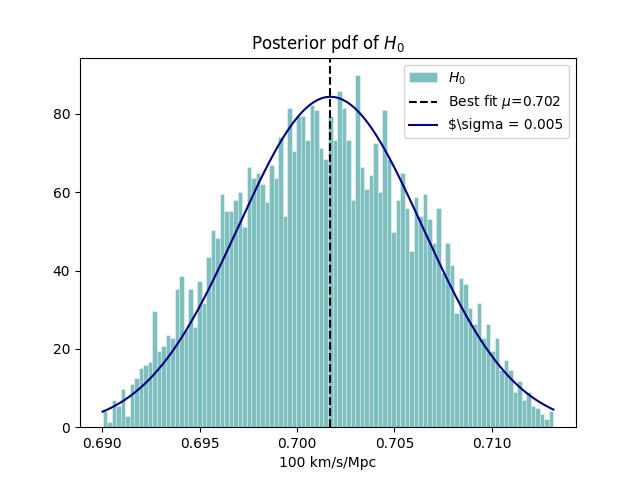 Posterior pdf of H₀
H₀
Best fit μ=0.702
$\sigma = 0.005
80
60
40
20
0
0.690 0.695 0.700 0.705 0.710
100 km/s/Mpc